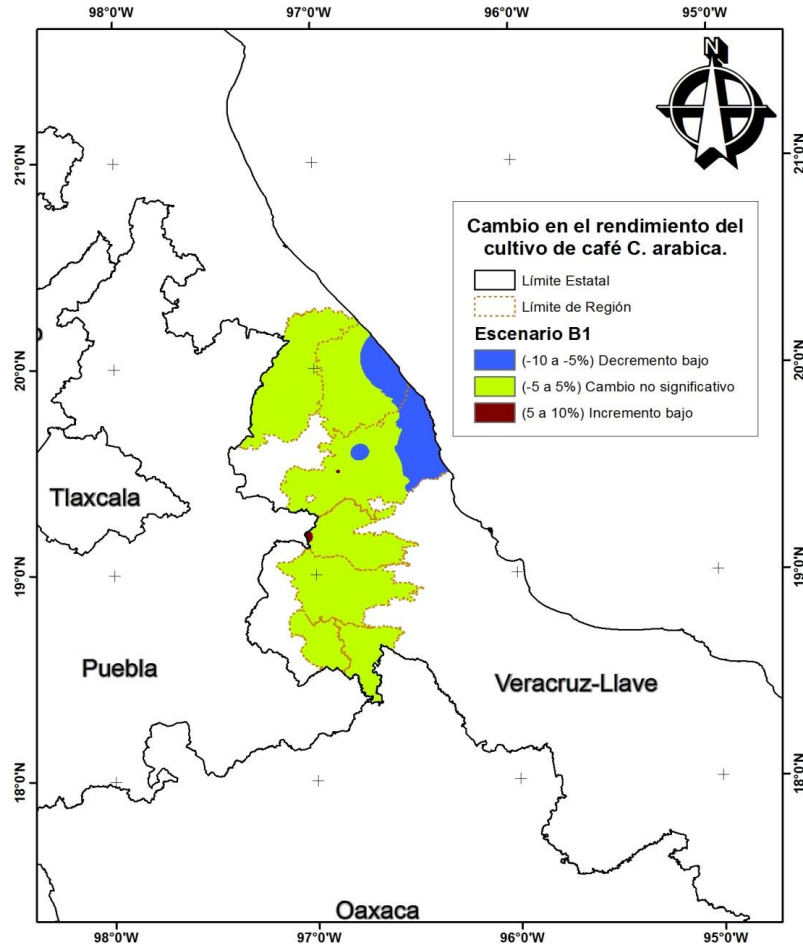 98°0'W 97°0'W 96°0'W 95°0'W
N
21°0'N 21°0'N
Cambio en el rendimiento del
cultivo de café C. arabica.
Límite Estatal
Límite de Región
Escenario B1
(-10 a -5%) Decremento bajo
(-5 a 5%) Cambio no significativo
(5 a 10%) Incremento bajo
20°0'N 20°0'N
Tlaxcala
19°0'N 19°0'N
Puebla
Veracruz-Llave
18°0'N 18°0'N
Oaxaca
98°0'W 97°0'W 96°0'W 95°0'W